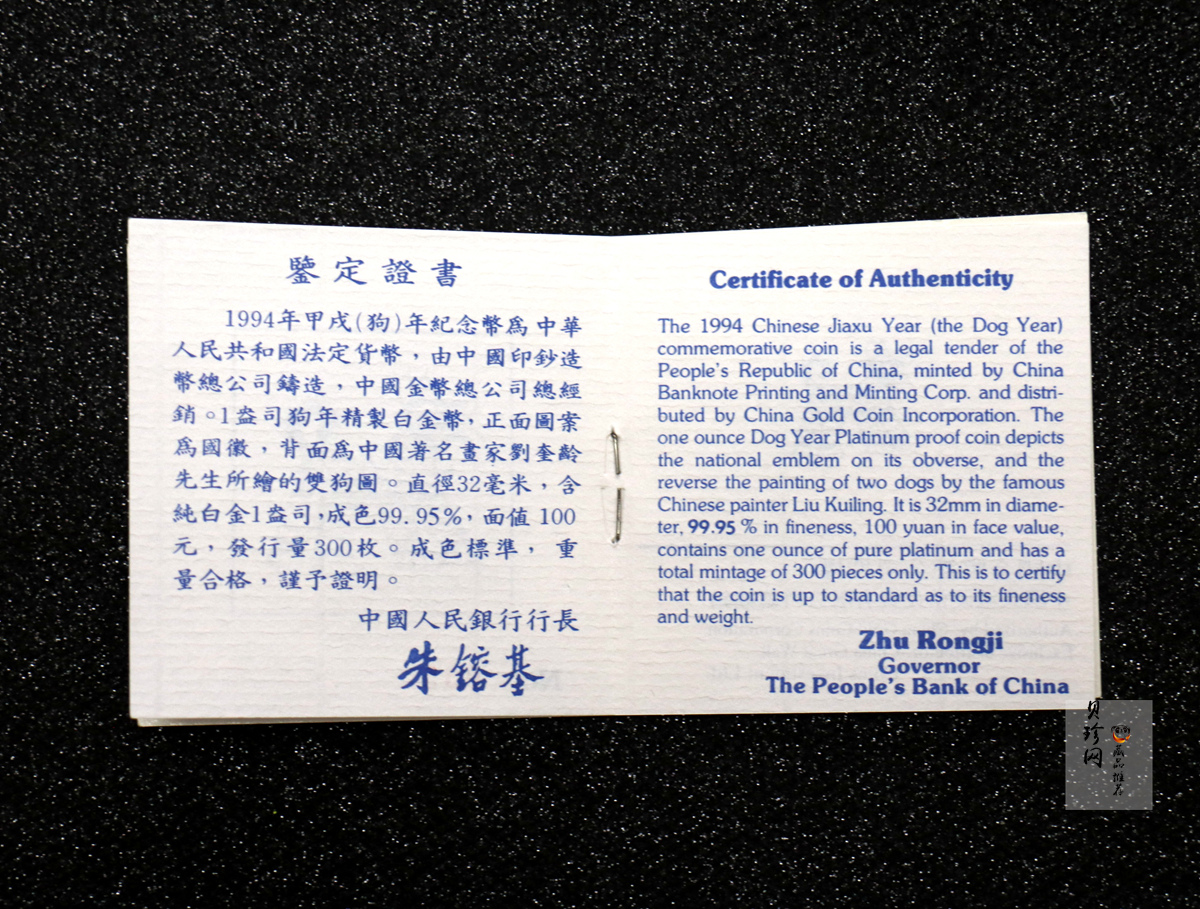 鑒定證書
1994年甲戌(狗)年紀念幣爲中華
人民共和國法定貨幣，由中國印鈔造
幣總公司鑄造，中國金幣總公司總經
銷。1盎司狗年精製白金幣，正面圖案
爲國徽，背面爲中國著名畫家劉奎齡
先生所繪的雙狗圖。直徑32毫米，含
純白金1盎司，成色99.95%，面值100
元，發行量300枚。成色標準，重
量合格，謹予證明。
中國人民銀行行長
朱鎔基
Certificate of Authenticity
The 1994 Chinese Jiaxu Year (the Dog Year)
commemorative coin is a legal tender of the
People's Republic of China, minted by China
Banknote Printing and Minting Corp. and distri-
buted by China Gold Coin Incorporation. The
one ounce Dog Year Platinum proof coin depicts
the national emblem on its obverse, and the
reverse the painting of two dogs by the famous
Chinese painter Liu Kuiling. It is 32mm in diame-
ter, 99.95 % in fineness, 100 yuan in face value,
contains one ounce of pure platinum and has a
total mintage of 300 pieces only. This is to certify
that the coin is up to standard as to its fineness
and weight.
Zhu Rongji
Governor
The People's Bank of China
贝珍网
藏品推荐